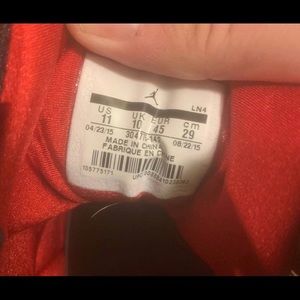 LN4
US UK EUR cm
11 10 45 29
04/22/15 08/22/15
MADE IN CHINA
FABRIQUE EN CHINE